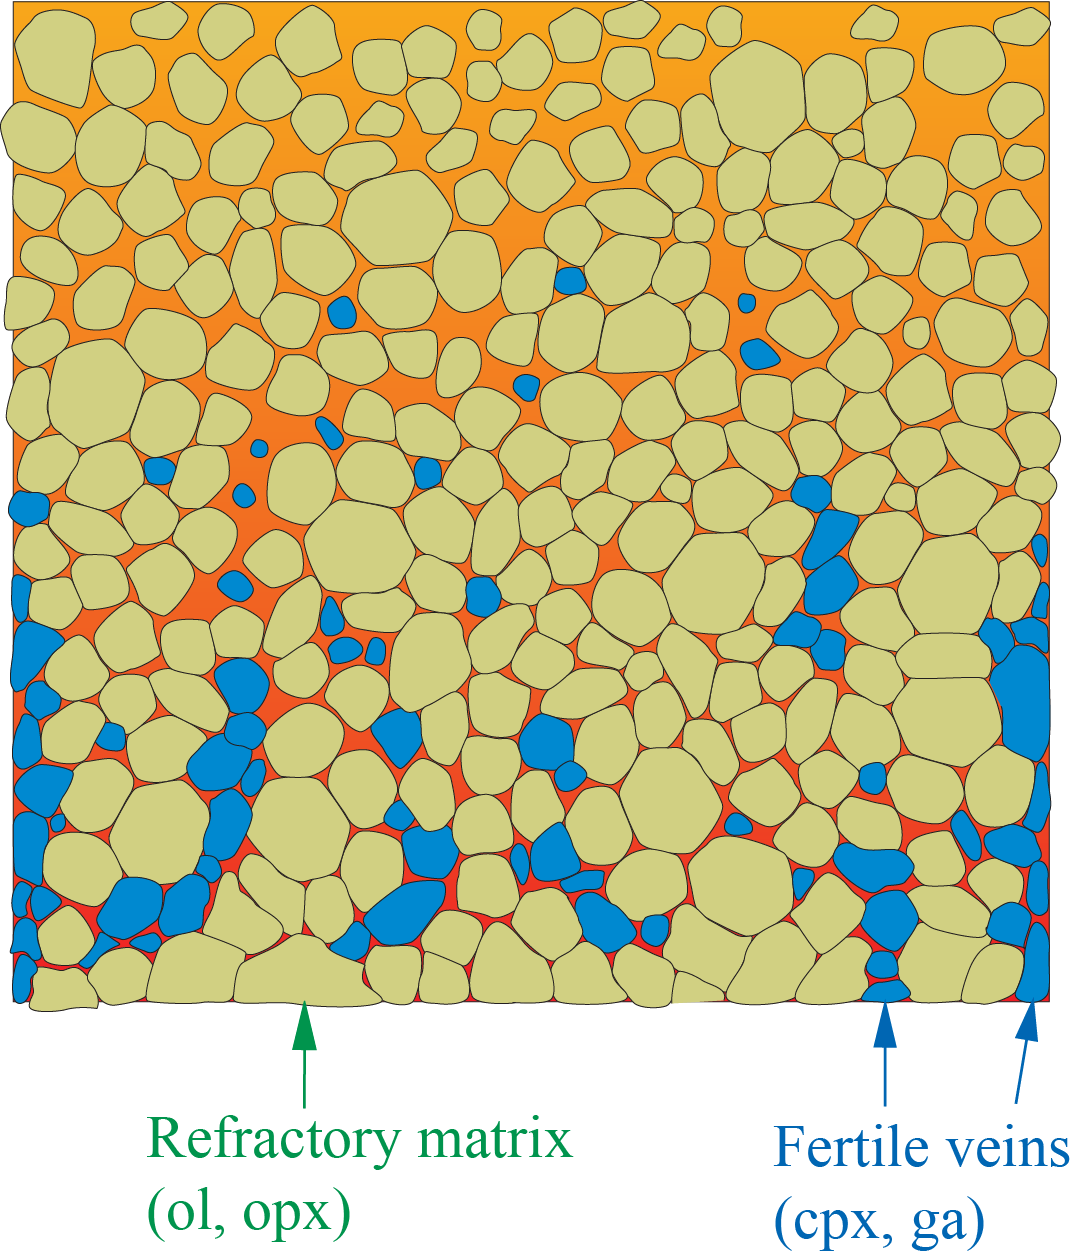 Refractory matrix
(ol, opx)
Fertile veins
(cpx, ga)